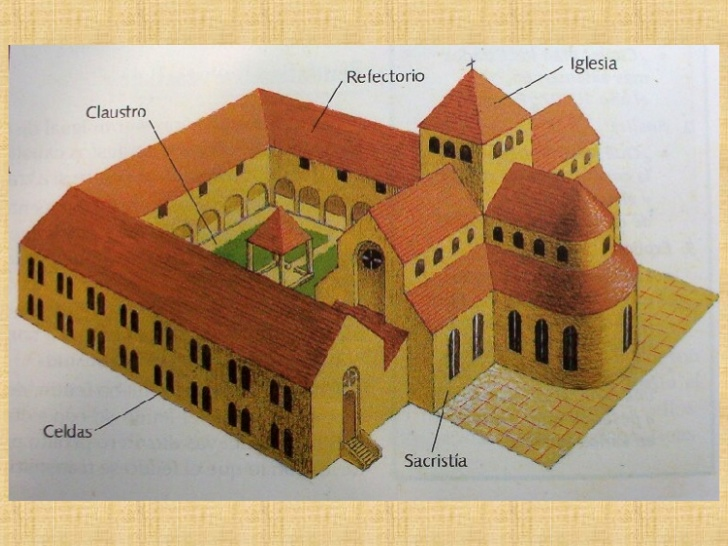 Iglesia
Refectorio
Claustro
Celdas
Sacristía